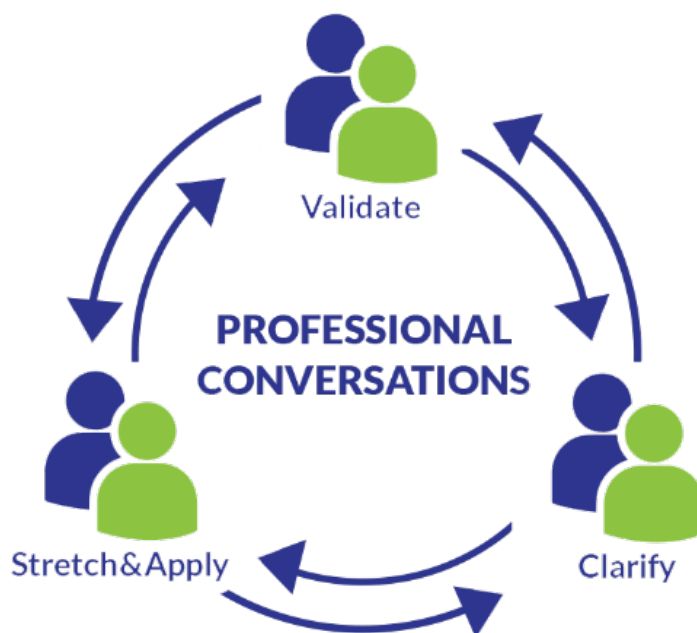 Validate
PROFESSIONAL
CONVERSATIONS
Stretch&Apply
Clarify